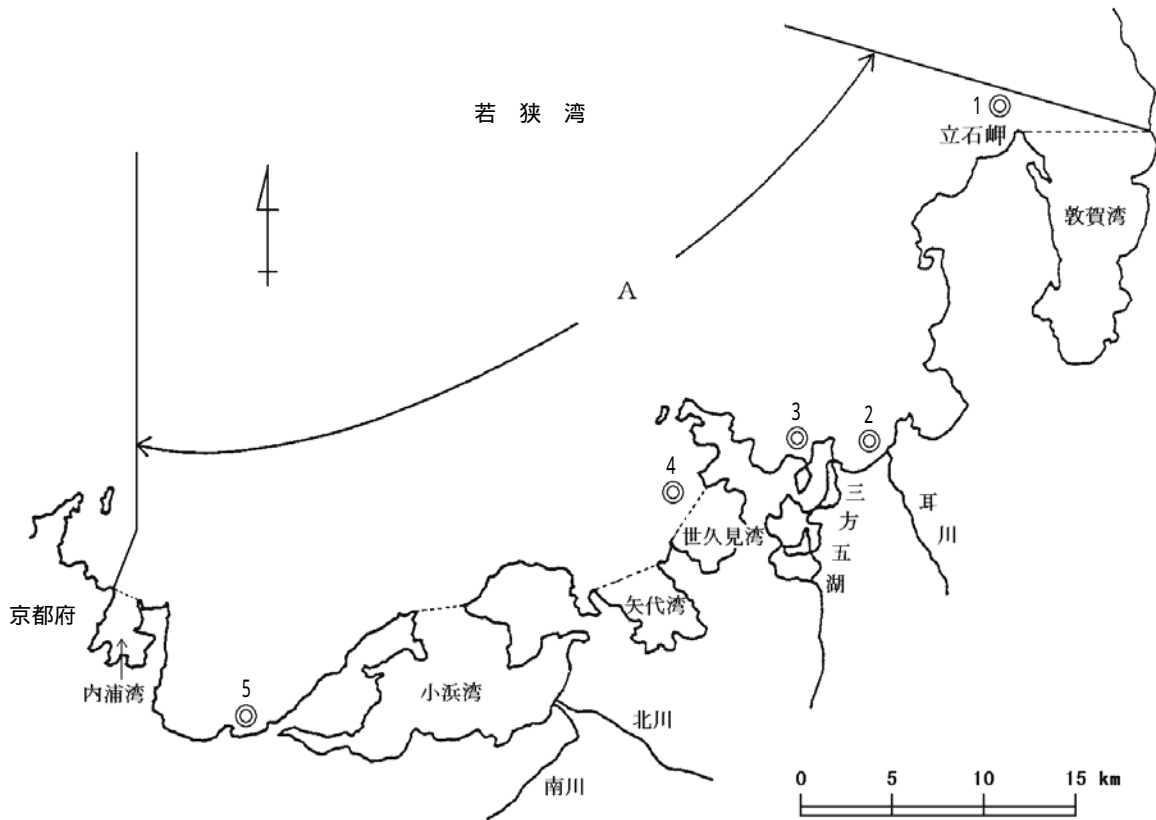 若 狭 湾
1
立石岬
敦賀湾
A
3
2
4
三方五湖
耳川
世久見湾
矢代湾
京都府
内浦湾
5
小浜湾
北川
南川
0 5 10 15 km